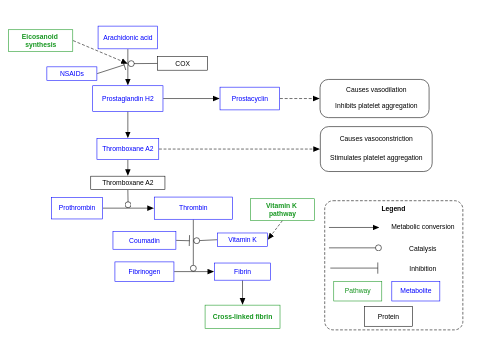 Eicosanoid
synthesis
Arachidonic acid
COX
NSAIDs
Prostaglandin H2
Prostacyclin
Causes vasodilation
Inhibits platelet aggregation
Thromboxane A2
Causes vasoconstriction
Stimulates platelet aggregation
Thromboxane A2
Prothrombin
Thrombin
Vitamin K
pathway
Coumadin
Vitamin K
Fibrinogen
Fibrin
Cross-linked fibrin
Legend
Metabolic conversion
Catalysis
Inhibition
Pathway
Metabolite
Protein